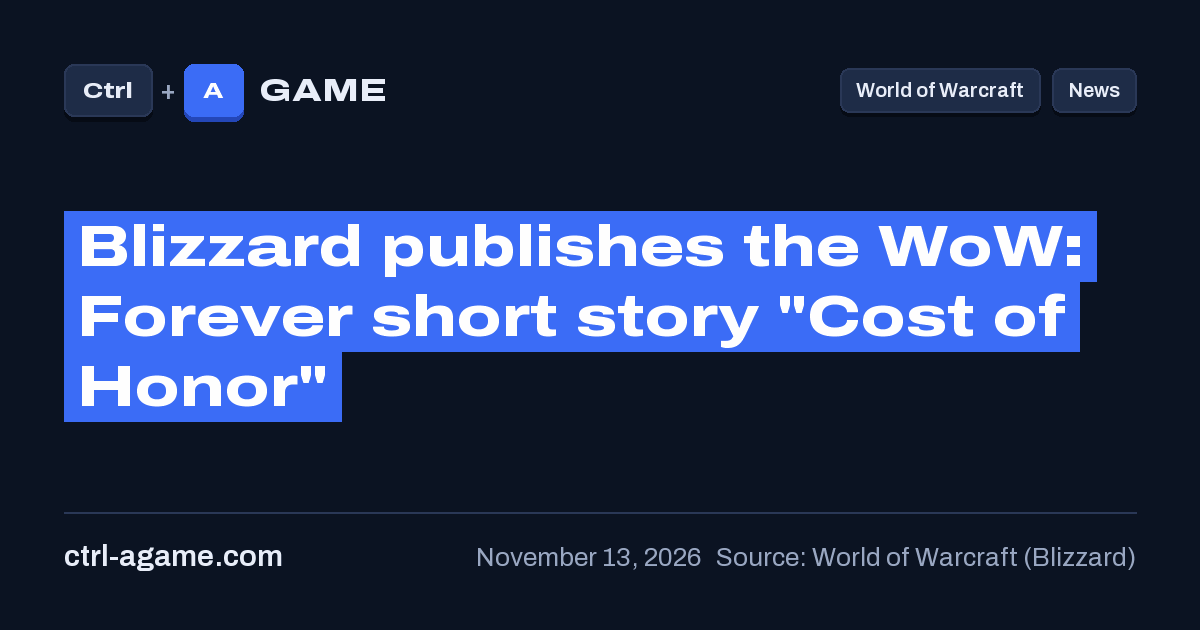 Ctrl + A GAME
World of Warcraft News
Blizzard publishes the WoW:
Forever short story "Cost of
Honor"
ctrl-agame.com
November 13, 2026 Source: World of Warcraft (Blizzard)